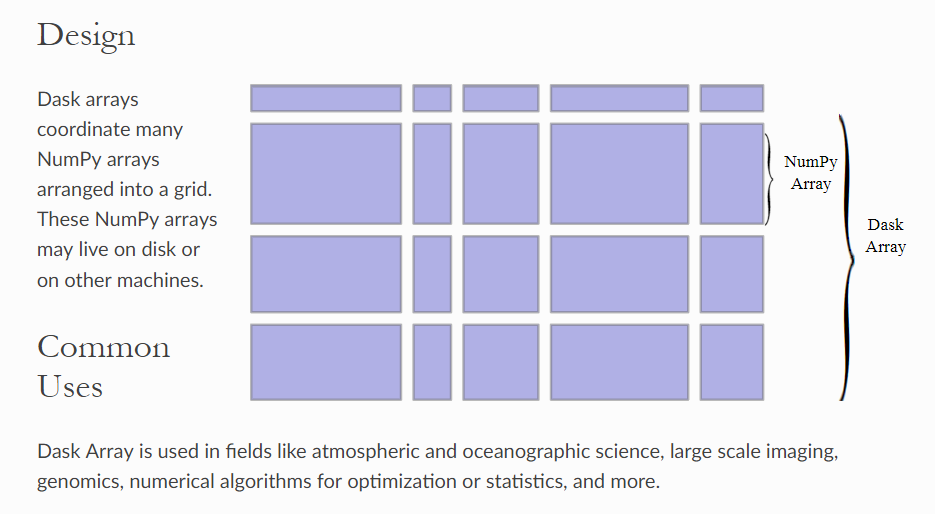 Design
Dask arrays
coordinate many
NumPy arrays
arranged into a grid.
These NumPy arrays
may live on disk or
on other machines.
NumPy
Array
Dask
Array
Common
Uses
Dask Array is used in fields like atmospheric and oceanographic science, large scale imaging,
genomics, numerical algorithms for optimization or statistics, and more.